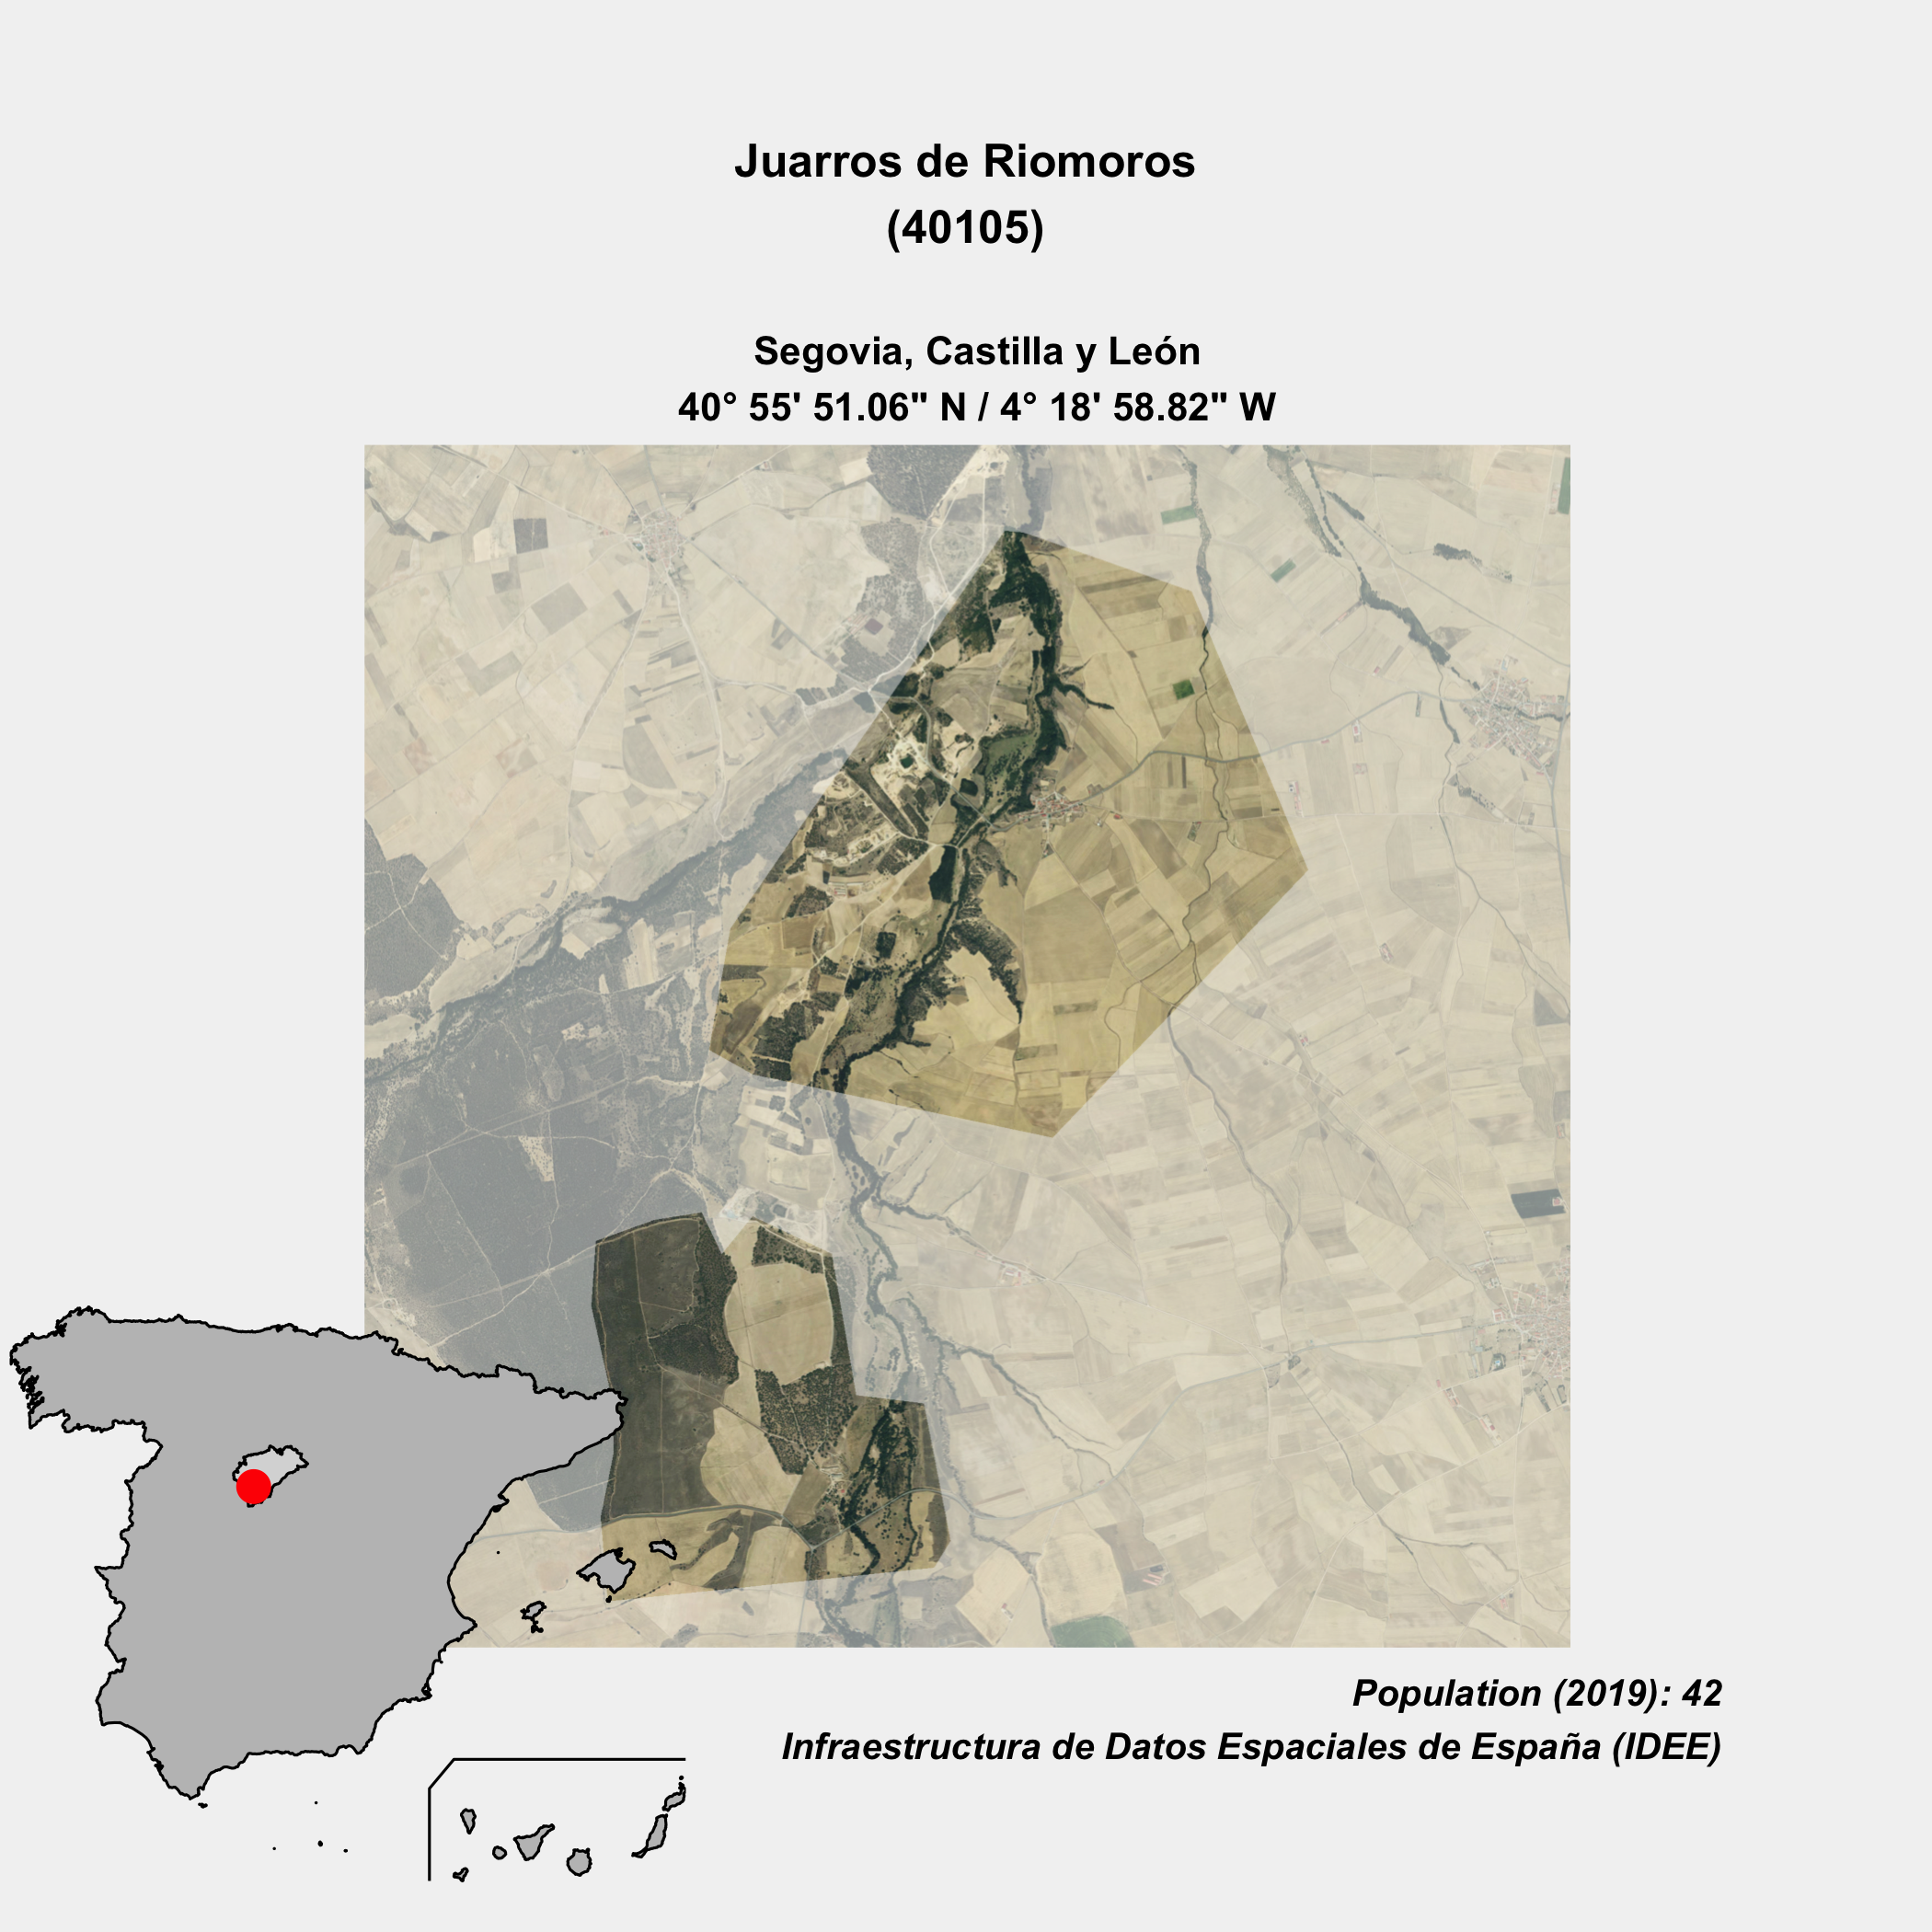 Juarros de Riomoros
(40105)
Segovia, Castilla y León
40° 55' 51.06" N / 4° 18' 58.82" W
Population (2019): 42
Infraestructura de Datos Espaciales de España (IDEE)